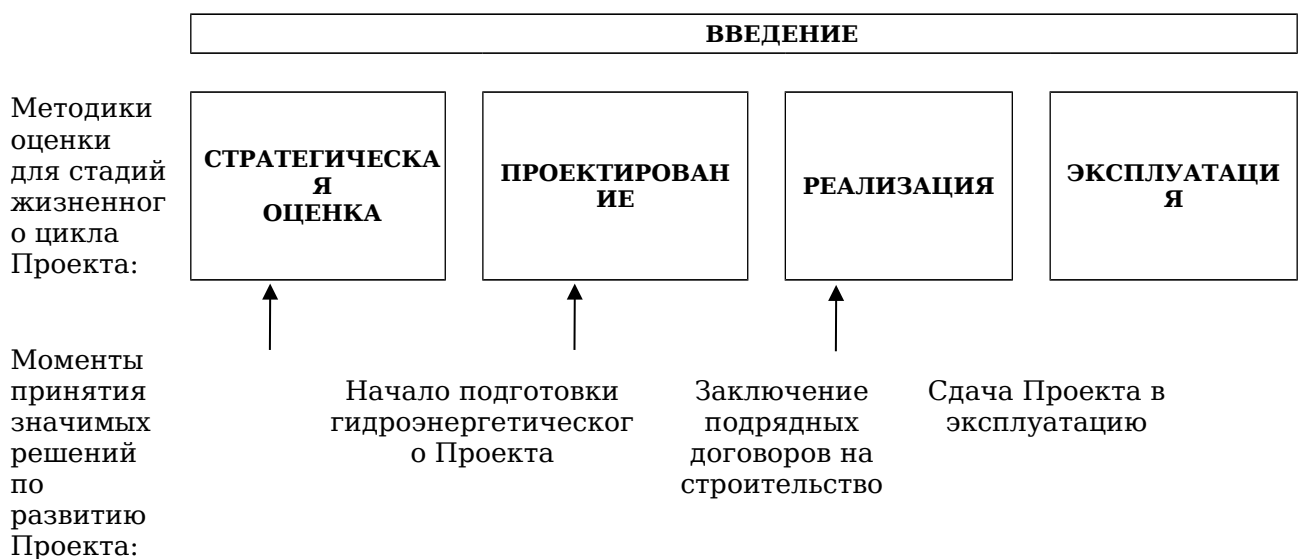 ВВЕДЕНИЕ
Методики
оценки
для стадий
жизненног
о цикла
Проекта:
СТРАТЕГИЧЕСКА
Я
ОЦЕНКА
ПРОЕКТИРОВАН
ИЕ
РЕАЛИЗАЦИЯ
ЭКСПЛУАТАЦИ
Я
Моменты
принятия
значимых
решений
по
развитию
Проекта:
Начало подготовки
гидроэнергетическог
о Проекта
Заключение
подрядных
договоров на
строительство
Сдача Проекта в
эксплуатацию